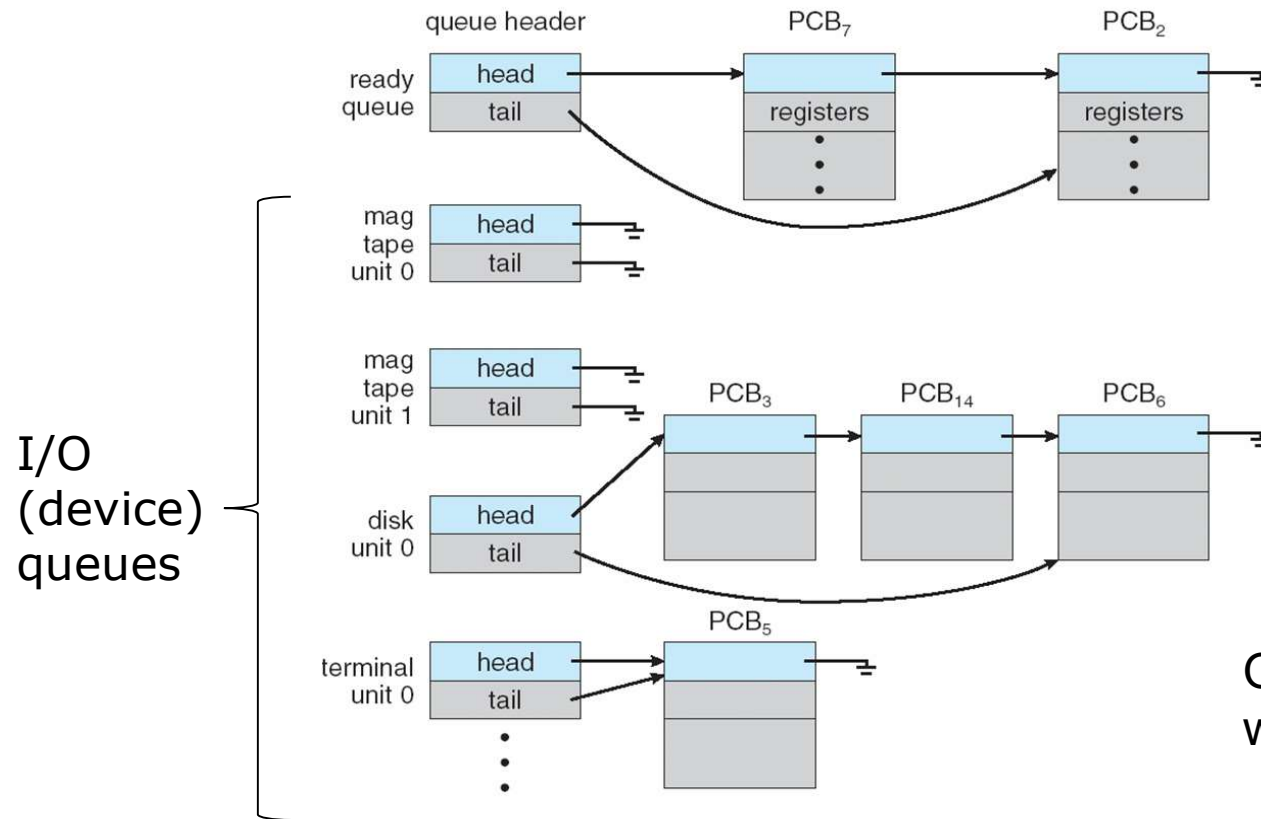 queue header
PCB₇
PCB₂
ready
queue
head
tail
registers
registers
mag
tape
unit 0
head
tail
mag
tape
unit 1
head
tail
PCB₃
PCB₁₄
PCB₆
I/O
(device)
queues
disk
unit 0
head
tail
PCB₅
terminal
unit 0
head
tail